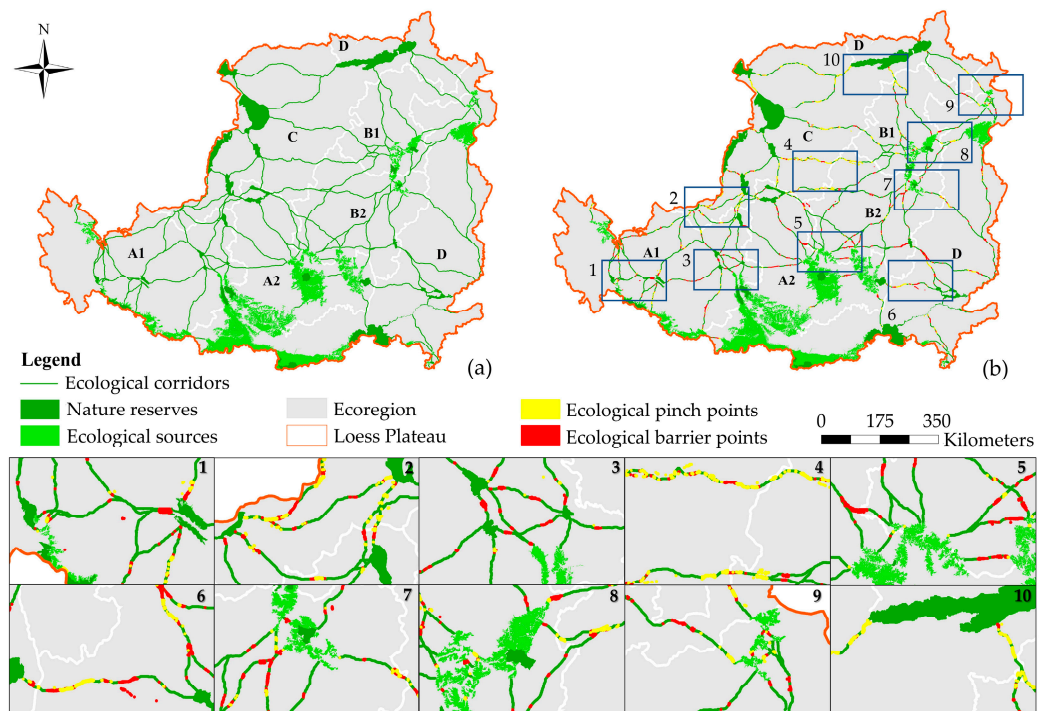 N
D
B1
C
B2
A1
D
A2
(a)
D
10
9
C
B1
4
8
7
2
B2
5
A1
3
D
1
A2
6
(b)
Legend
Ecological corridors
Nature reserves
Ecological sources
Ecoregion
Loess Plateau
Ecological pinch points
Ecological barrier points
0 175 350
Kilometers
1 2 3 4 5
6 7 8 9 10